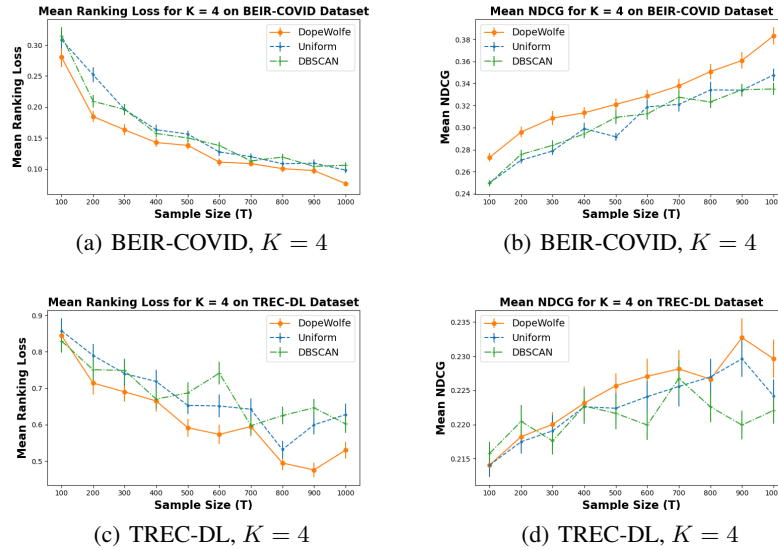 Mean Ranking Loss for K = 4 on BEIR-COVID Dataset
Mean Ranking Loss
0.30
0.25
0.20
0.15
0.10
DopeWolfe
Uniform
DBSCAN
100 200 300 400 500 600 700 800 900 1000
Sample Size (T)
(a) BEIR-COVID, K = 4
Mean NDCG for K = 4 on BEIR-COVID Dataset
Mean NDCG
0.38
0.36
0.34
0.32
0.30
0.28
0.26
0.24
DopeWolfe
Uniform
DBSCAN
100 200 300 400 500 600 700 800 900 1000
Sample Size (T)
(b) BEIR-COVID, K = 4
Mean Ranking Loss for K = 4 on TREC-DL Dataset
Mean Ranking Loss
0.9
0.8
0.7
0.6
0.5
DopeWolfe
Uniform
DBSCAN
100 200 300 400 500 600 700 800 900 1000
Sample Size (T)
(c) TREC-DL, K = 4
Mean NDCG for K = 4 on TREC-DL Dataset
Mean NDCG
0.235
0.230
0.225
0.220
0.215
DopeWolfe
Uniform
DBSCAN
100 200 300 400 500 600 700 800 900 1000
Sample Size (T)
(d) TREC-DL, K = 4